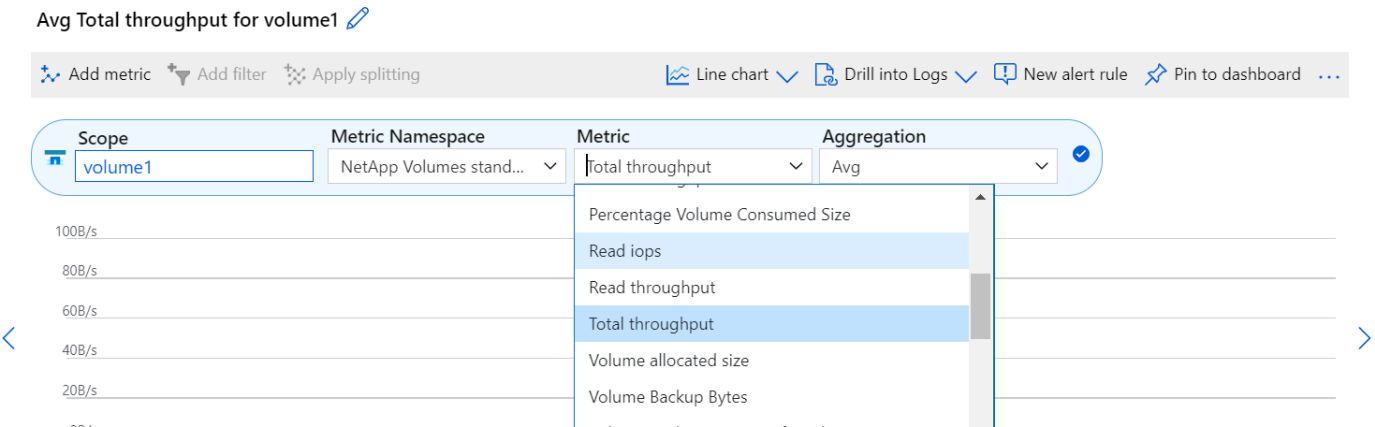 Avg Total throughput for volume1
Add metric Add filter Apply splitting Line chart Drill into Logs New alert rule Pin to dashboard ...
Scope Metric Namespace Metric Aggregation
volume1 NetApp Volumes stand... Total throughput Avg
Percentage Volume Consumed Size
100B/s
Read iops
80B/s
Read throughput
60B/s
Total throughput
40B/s
Volume allocated size
20B/s
Volume Backup Bytes